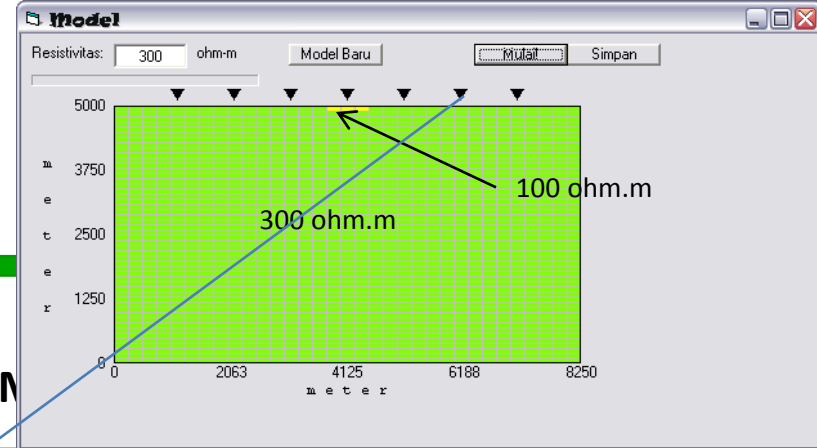 Model
Resistivitas: 300 ohm-m Model Baru Mulai! Simpan
5000
3750
2500
1250
0
m e t e r
100 ohm.m
300 ohm.m
0 2063 4125 6188 8250
m e t e r